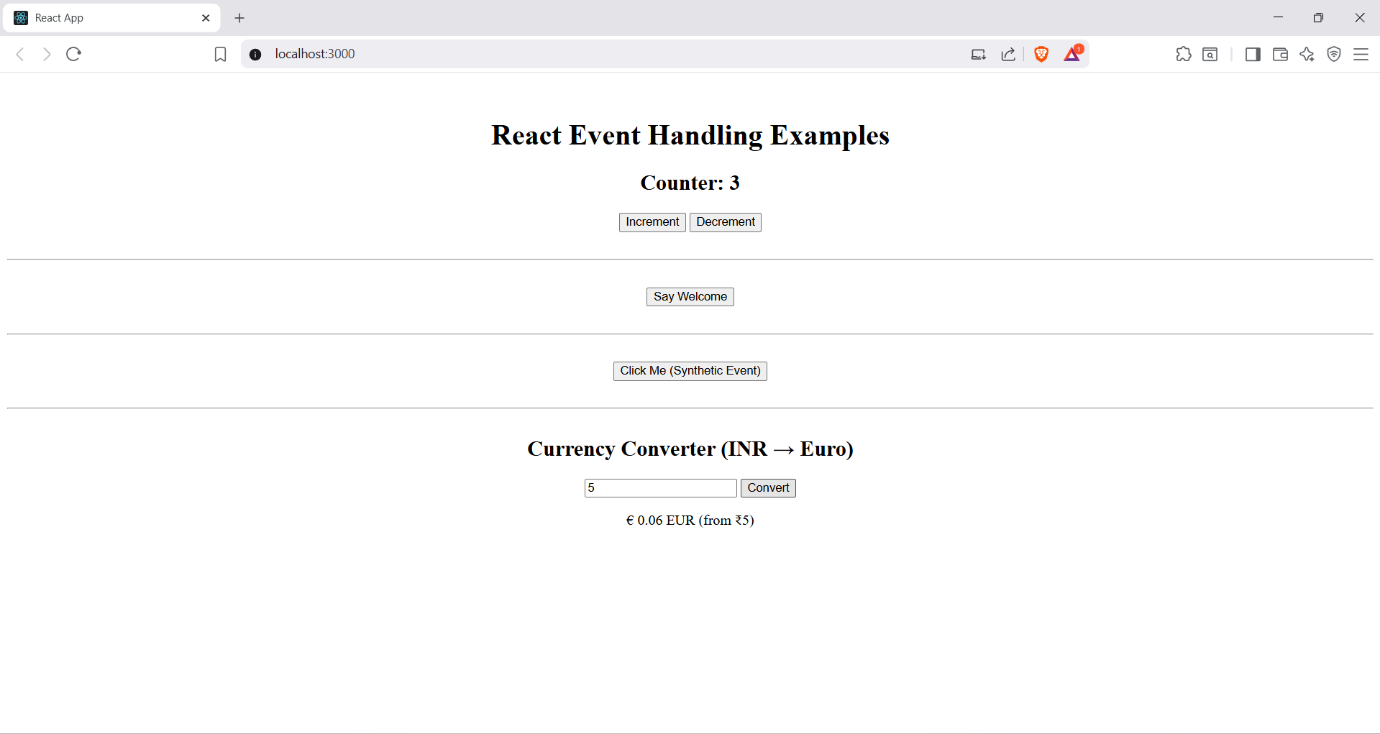 React App
localhost:3000
1
React Event Handling Examples
Counter: 3
Increment Decrement
Say Welcome
Click Me (Synthetic Event)
Currency Converter (INR → Euro)
5 Convert
€ 0.06 EUR (from ₹5)